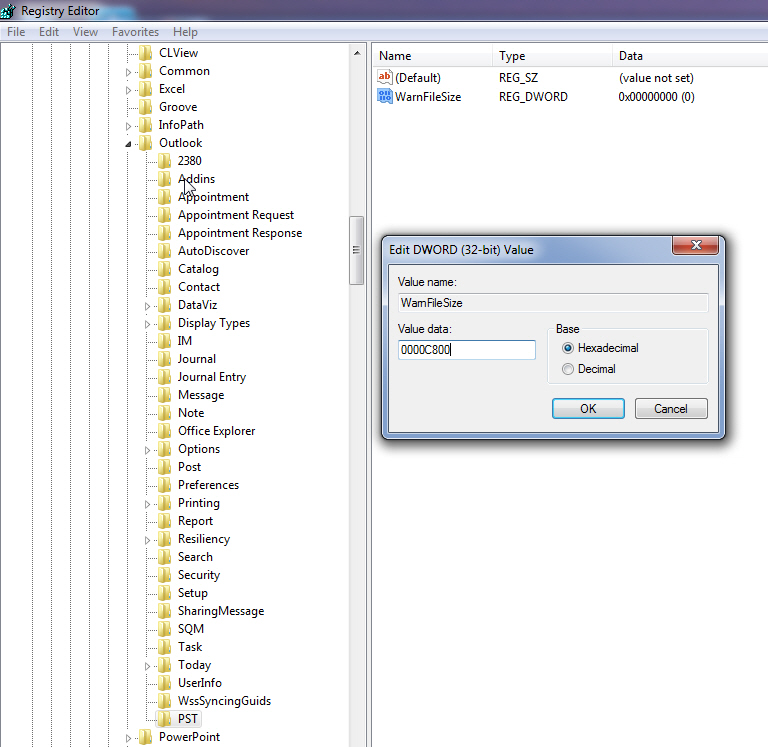 Registry Editor
File Edit View Favorites Help
CLView
Common
Excel
Groove
InfoPath
Outlook
2380
Addins
Appointment
Appointment Request
Appointment Response
AutoDiscover
Catalog
Contact
DataViz
Display Types
IM
Journal
Journal Entry
Message
Note
Office Explorer
Options
Post
Preferences
Printing
Report
Resiliency
Search
Security
Setup
SharingMessage
SQM
Task
Today
UserInfo
WssSyncingGuids
PST
PowerPoint
Name Type Data
ab (Default) REG_SZ (value not set)
WarnFileSize REG_DWORD 0x00000000 (0)
Edit DWORD (32-bit) Value
Value name:
WarnFileSize
Value data:
0000C800
Base
Hexadecimal
Decimal
OK Cancel